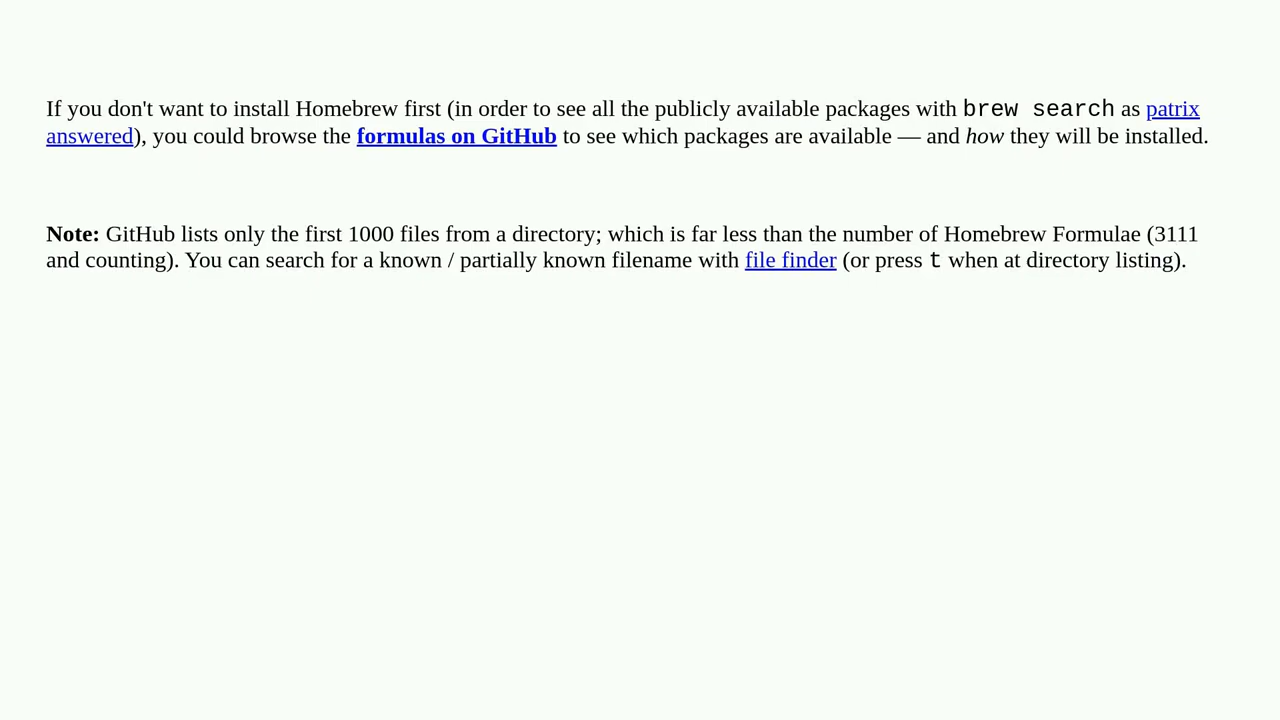 If you don't want to install Homebrew first (in order to see all the publicly available packages with brew search as patrix
answered), you could browse the formulas on GitHub to see which packages are available — and how they will be installed.
Note: GitHub lists only the first 1000 files from a directory; which is far less than the number of Homebrew Formulae (3111
and counting). You can search for a known / partially known filename with file finder (or press t when at directory listing).